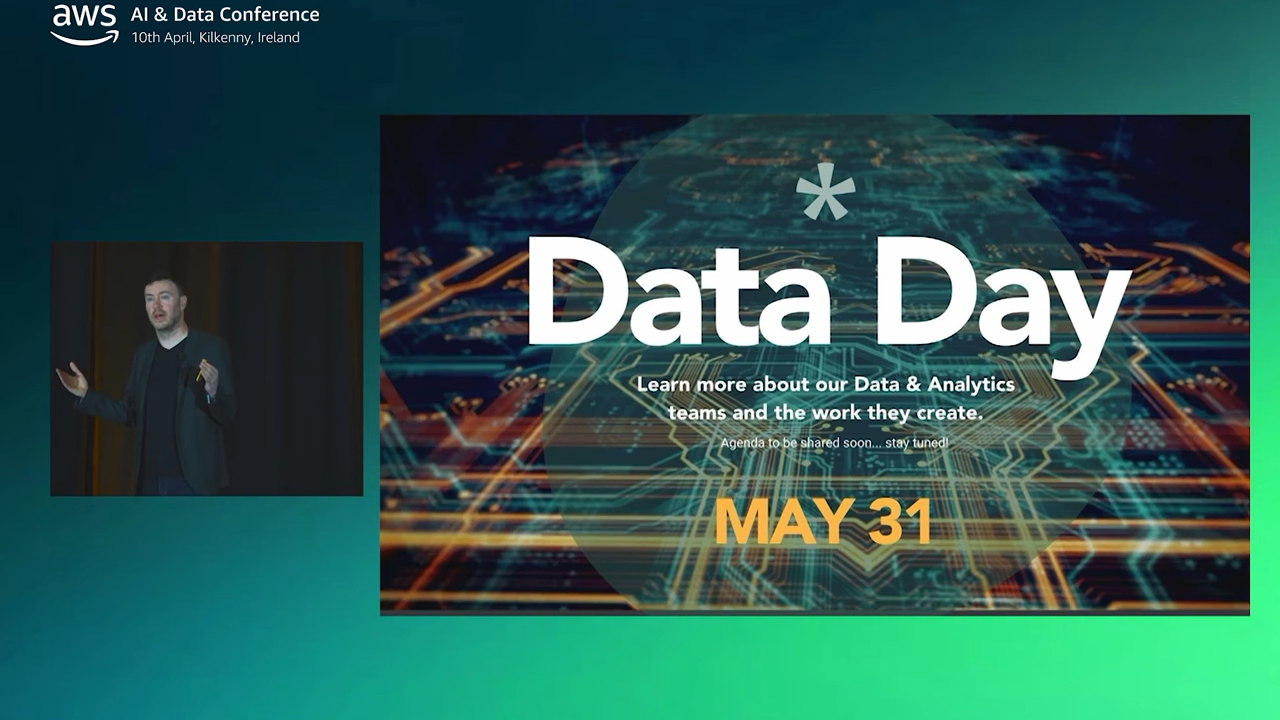 aws
AI & Data Conference
10th April, Kilkenny, Ireland
*
Data Day
Learn more about our Data & Analytics
teams and the work they create.
Agenda to be shared soon... stay tuned!
MAY 31